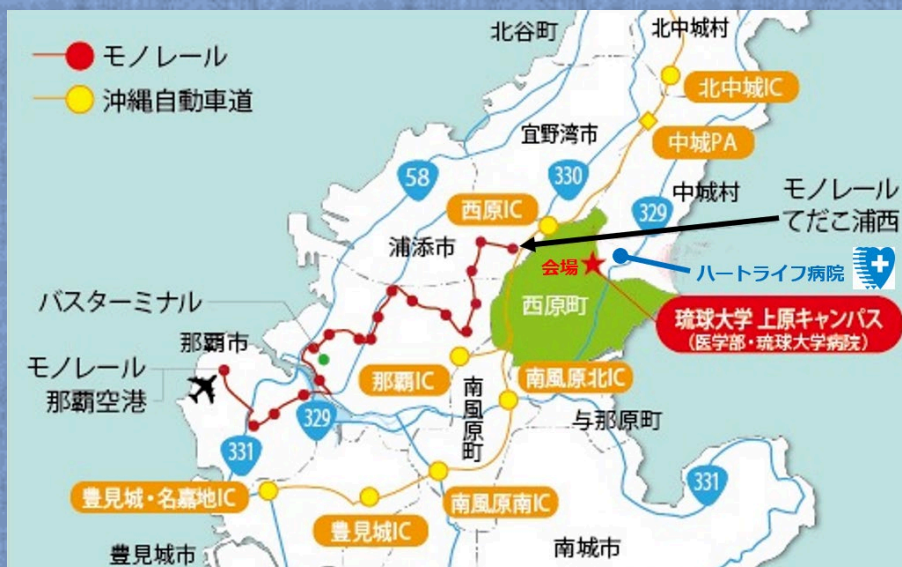 北谷町
北中城村
モノレール
沖縄自動車道
北中城IC
宜野湾市
中城PA
58
330
中城村
西原IC
329
モノレール
てだこ浦西
浦添市
会場
ハートライフ病院
バスターミナル
西原町
琉球大学 上原キャンパス
(医学部・琉球大学病院)
那覇市
モノレール
那覇空港
那覇IC
南風原町
南風原北IC
329
与那原町
331
331
豊見城・名嘉地IC
豊見城IC
南風原南IC
豊見城市
南城市